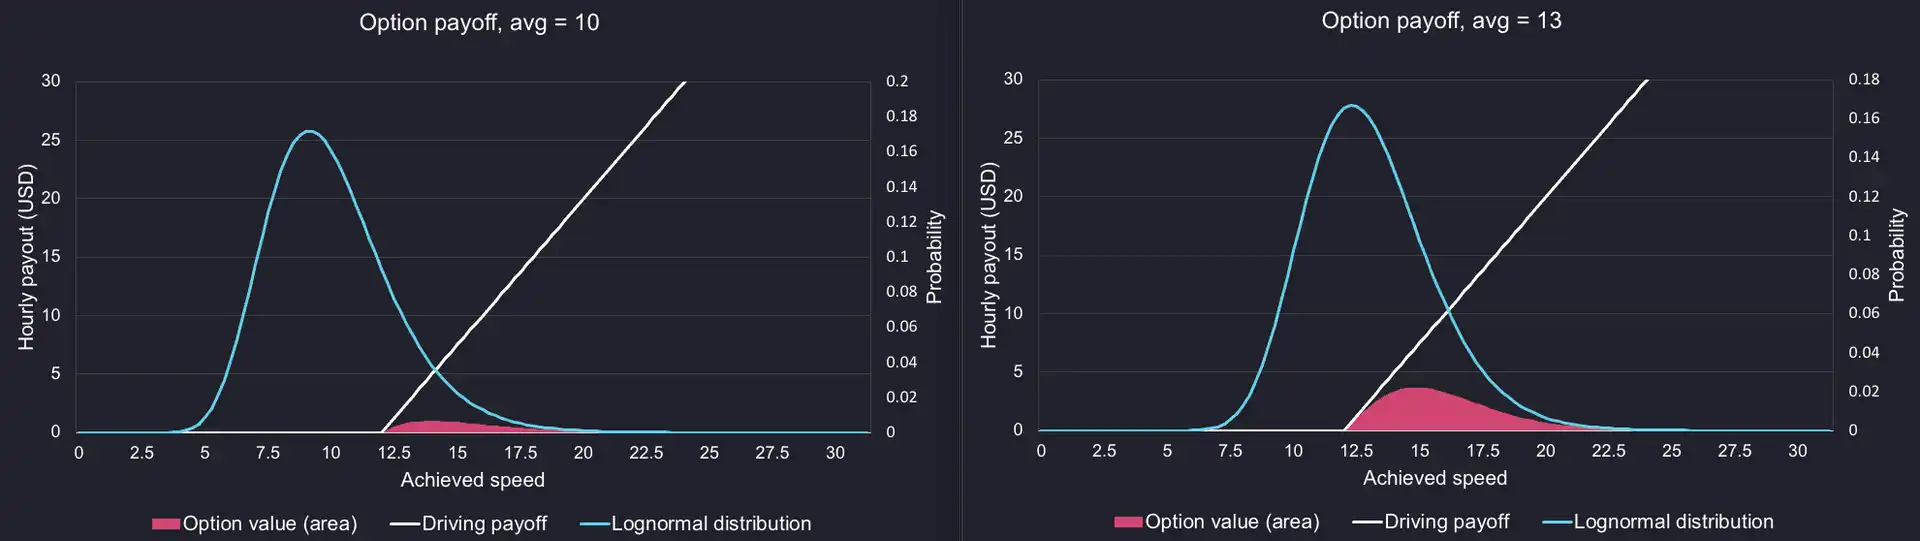 Option payoff, avg = 10
Hourly payout (USD)
30
25
20
15
10
5
0
0.2
0.18
0.16
0.14
0.12
0.1
0.08
0.06
0.04
0.02
0
Probability
0 2.5 5 7.5 10 12.5 15 17.5 20 22.5 25 27.5 30
Achieved speed
Option value (area) Driving payoff Lognormal distribution
Option payoff, avg = 13
Hourly payout (USD)
30
25
20
15
10
5
0
0.18
0.16
0.14
0.12
0.1
0.08
0.06
0.04
0.02
0
Probability
0 2.5 5 7.5 10 12.5 15 17.5 20 22.5 25 27.5 30
Achieved speed
Option value (area) Driving payoff Lognormal distribution